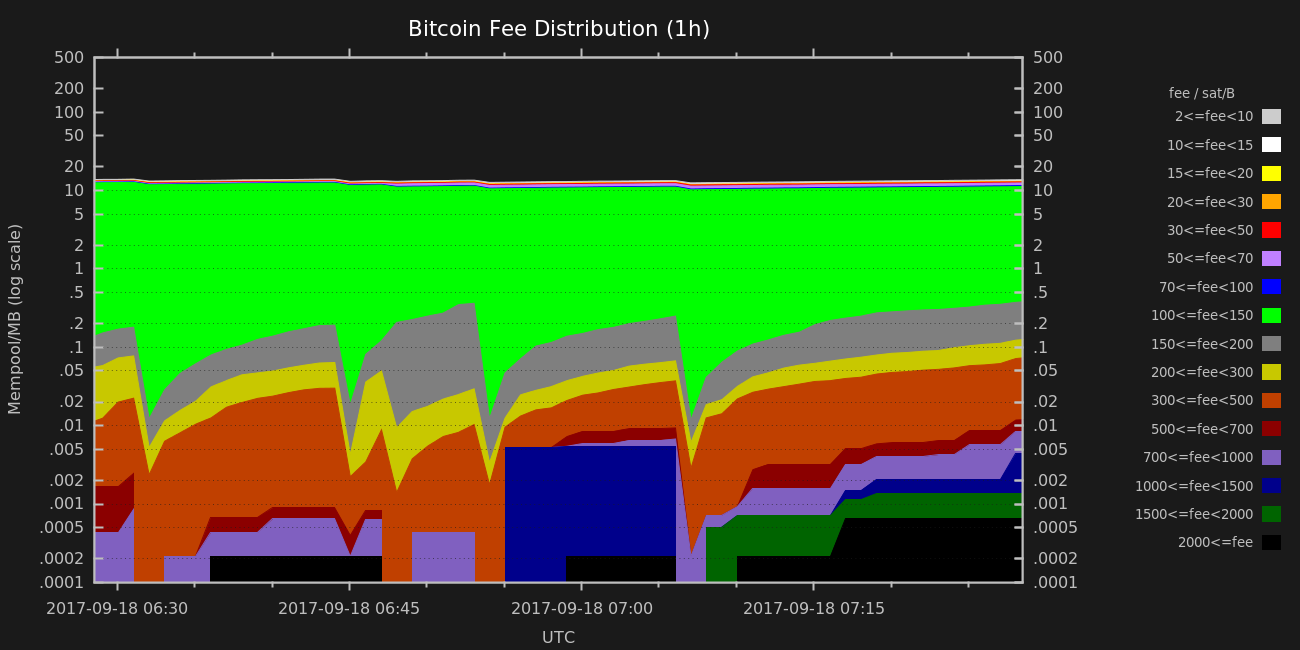 Bitcoin Fee Distribution (1h)
Mempool/MB (log scale)
500
200
100
50
20
10
5
2
1
.5
.2
.1
.05
.02
.01
.005
.002
.001
.0005
.0002
.0001
500
200
100
50
20
10
5
2
1
.5
.2
.1
.05
.02
.01
.005
.002
.001
.0005
.0002
.0001
2017-09-18 06:30
2017-09-18 06:45
2017-09-18 07:00
2017-09-18 07:15
UTC
fee / sat/B
2<=fee<10
10<=fee<15
15<=fee<20
20<=fee<30
30<=fee<50
50<=fee<70
70<=fee<100
100<=fee<150
150<=fee<200
200<=fee<300
300<=fee<500
500<=fee<700
700<=fee<1000
1000<=fee<1500
1500<=fee<2000
2000<=fee